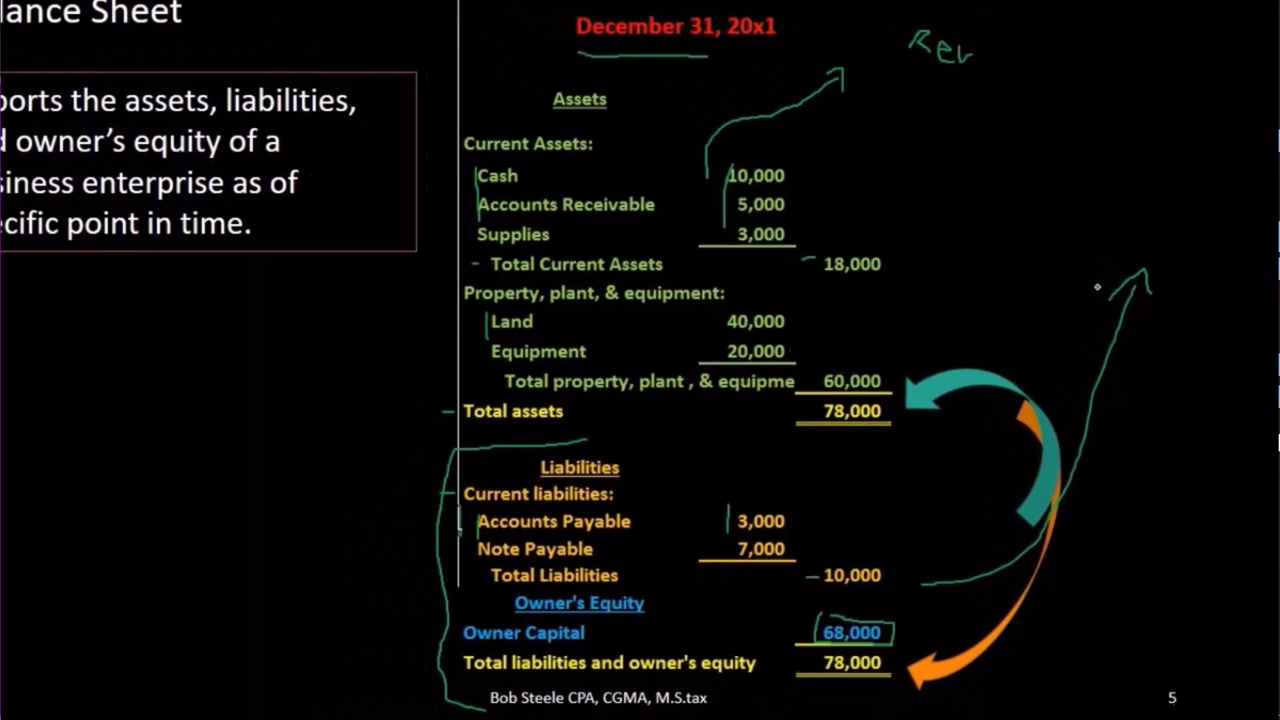 lance Sheet
ports the assets, liabilities,
d owner's equity of a
siness enterprise as of
cific point in time.
December 31, 20x1
Rev
Assets
Current Assets:
Cash 10,000
Accounts Receivable 5,000
Supplies 3,000
Total Current Assets 18,000
Property, plant, & equipment:
Land 40,000
Equipment 20,000
Total property, plant , & equipme 60,000
Total assets 78,000
Liabilities
Current liabilities:
Accounts Payable 3,000
Note Payable 7,000
Total Liabilities 10,000
Owner's Equity
Owner Capital 68,000
Total liabilities and owner's equity 78,000
Bob Steele CPA, CGMA, M.S.tax 5